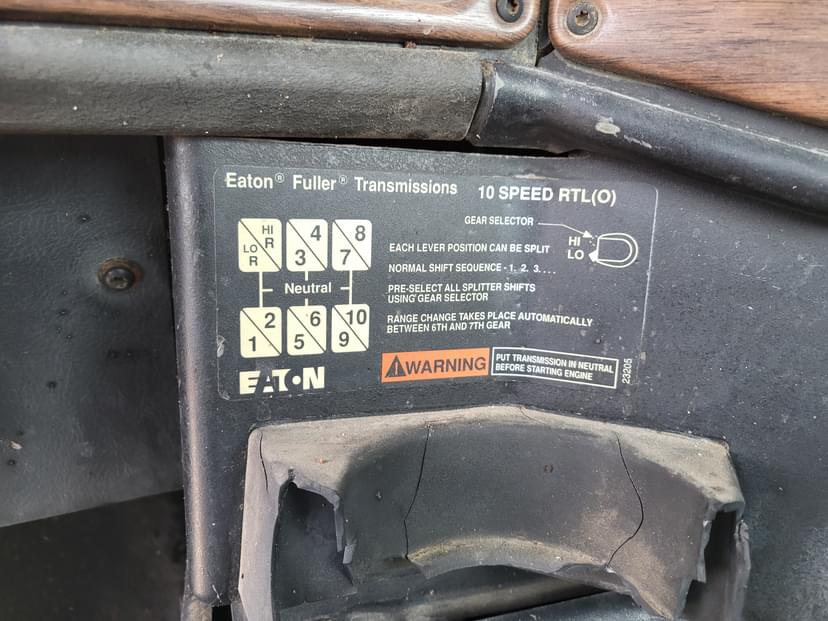 Eaton® Fuller® Transmissions 10 SPEED RTL(O)
GEAR SELECTOR
HI
LO
HI R
LO R
4
3
8
7
EACH LEVER POSITION CAN BE SPLIT
NORMAL SHIFT SEQUENCE - 1, 2, 3....
Neutral
PRE-SELECT ALL SPLITTER SHIFTS
USING GEAR SELECTOR
2
1
6
5
10
9
RANGE CHANGE TAKES PLACE AUTOMATICALLY
BETWEEN 6TH AND 7TH GEAR
EATON
WARNING
PUT TRANSMISSION IN NEUTRAL
BEFORE STARTING ENGINE
23205